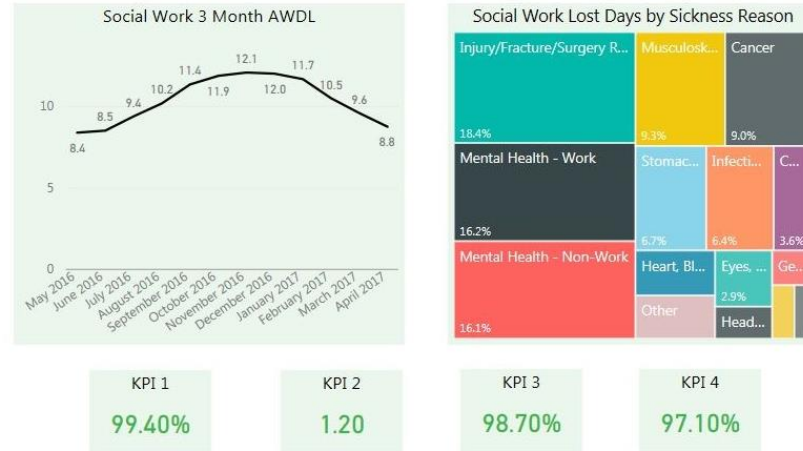 Social Work 3 Month AWDL
12.1
11.4
11.7
10.2
10.5
9.4
9.6
8.5
11.9
12.0
8.4
8.8
10
5
0
May 2016
June 2016
July 2016
August 2016
September 2016
October 2016
November 2016
December 2016
January 2017
February 2017
March 2017
April 2017
Social Work Lost Days by Sickness Reason
Injury/Fracture/Surgery R...
18.4%
Musculosk...
9.3%
Cancer
9.0%
Mental Health - Work
16.2%
Stomac...
6.7%
Infecti...
6.4%
C...
3.6%
Mental Health - Non-Work
16.1%
Heart, Bl...
Eyes, ...
2.9%
Ge...
Other
Head...
KPI 1
99.40%
KPI 2
1.20
KPI 3
98.70%
KPI 4
97.10%